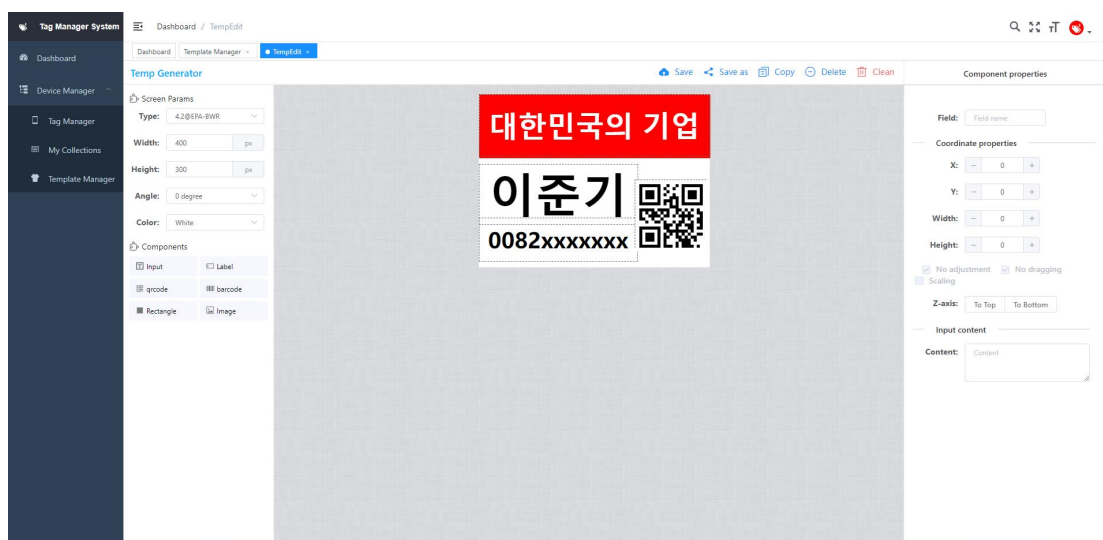 Tag Manager System
Dashboard / TempEdit
Dashboard
Template Manager ×
TempEdit ×
Dashboard
Device Manager
Tag Manager
My Collections
Template Manager
Temp Generator
Save
Save as
Copy
Delete
Clean
Screen Params
Type: 4.2@EPA-BWR
Width: 400 px
Height: 300 px
Angle: 0 degree
Color: White
Components
Input
Label
qrcode
barcode
Rectangle
Image
대한민국의 기업
이준기
0082xxxxxxx
Component properties
Field: Field name
Coordinate properties
X: − 0 +
Y: − 0 +
Width: − 0 +
Height: − 0 +
No adjustment
No dragging
Scaling
Z-axis: To Top To Bottom
Input content
Content: Content